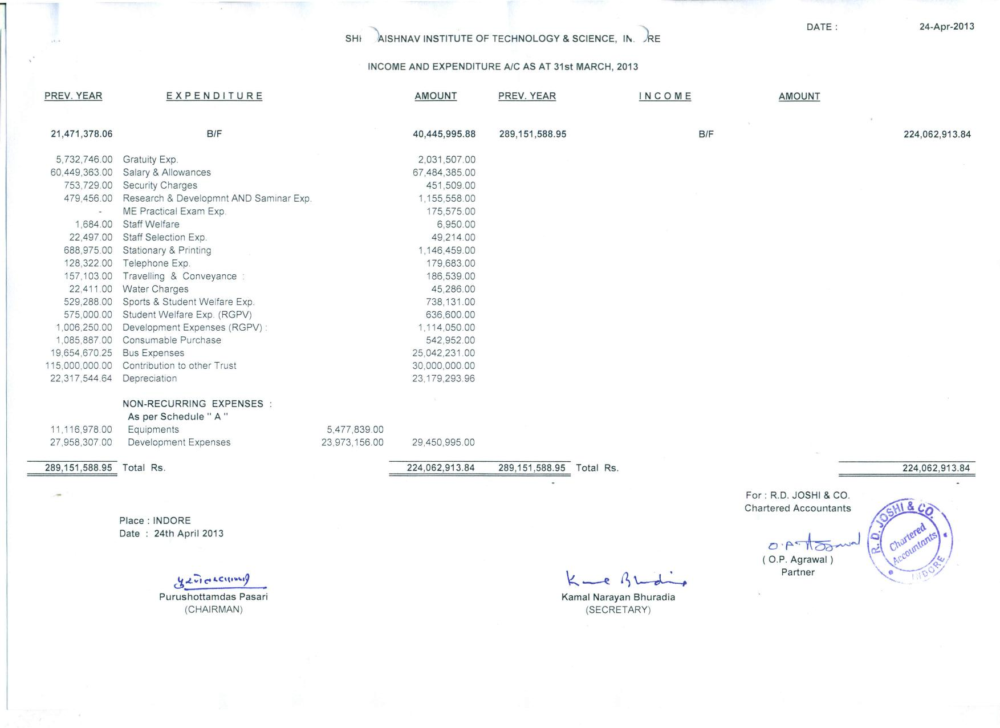 DATE : 24-Apr-2013
AISHNAV INSTITUTE OF TECHNOLOGY & SCIENCE,
INCOME AND EXPENDITURE A/C AS AT 31st MARCH, 2013
PREV. YEAR EXPENDITURE AMOUNT PREV. YEAR INCOME AMOUNT
21,471,378.06 B/F 40,445,995.88 289,151,588.95 B/F 224,062,913.84
5,732,746.00 Gratuity Exp. 2,031,507.00
60,449,363.00 Salary & Allowances 67,484,385.00
753,729.00 Security Charges 451,509.00
479,456.00 Research & Developmnt AND Saminar Exp. 1,155,558.00
- ME Practical Exam Exp. 175,575.00
1,684.00 Staff Welfare 6,950.00
22,497.00 Staff Selection Exp. 49,214.00
688,975.00 Stationary & Printing 1,146,459.00
128,322.00 Telephone Exp. 179,683.00
157,103.00 Travelling & Conveyance : 186,539.00
22,411.00 Water Charges 45,286.00
529,288.00 Sports & Student Welfare Exp. 738,131.00
575,000.00 Student Welfare Exp. (RGPV) 636,600.00
1,006,250.00 Development Expenses (RGPV) : 1,114,050.00
1,085,887.00 Consumable Purchase 542,952.00
19,654,670.25 Bus Expenses 25,042,231.00
115,000,000.00 Contribution to other Trust 30,000,000.00
22,317,544.64 Depreciation 23,179,293.96
NON-RECURRING EXPENSES :
As per Schedule " A "
11,116,978.00 Equipments 5,477,839.00
27,958,307.00 Development Expenses 23,973,156.00 29,450,995.00
289,151,588.95 Total Rs. 224,062,913.84 289,151,588.95 Total Rs. 224,062,913.84
- -
For : R.D. JOSHI & CO.
Chartered Accountants
R. D. JOSHI & CO.
Chartered
Accountants
INDORE
Place : INDORE
Date : 24th April 2013
O.P. Agrawal
( O.P. Agrawal )
Partner
Purushottamdas Pasari
(CHAIRMAN)
Kamal Narayan Bhuradia
(SECRETARY)